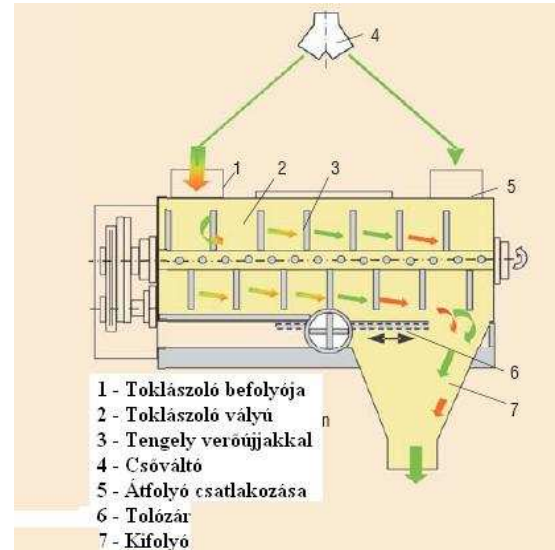 4
1
2
3
5
6
7
1 - Toklászoló befolyója
2 - Toklászoló vályú
3 - Tengely verőújjakkal
4 - Csőváltó
5 - Átfolyó csatlakozása
6 - Tolózár
7 - Kifolyó
n